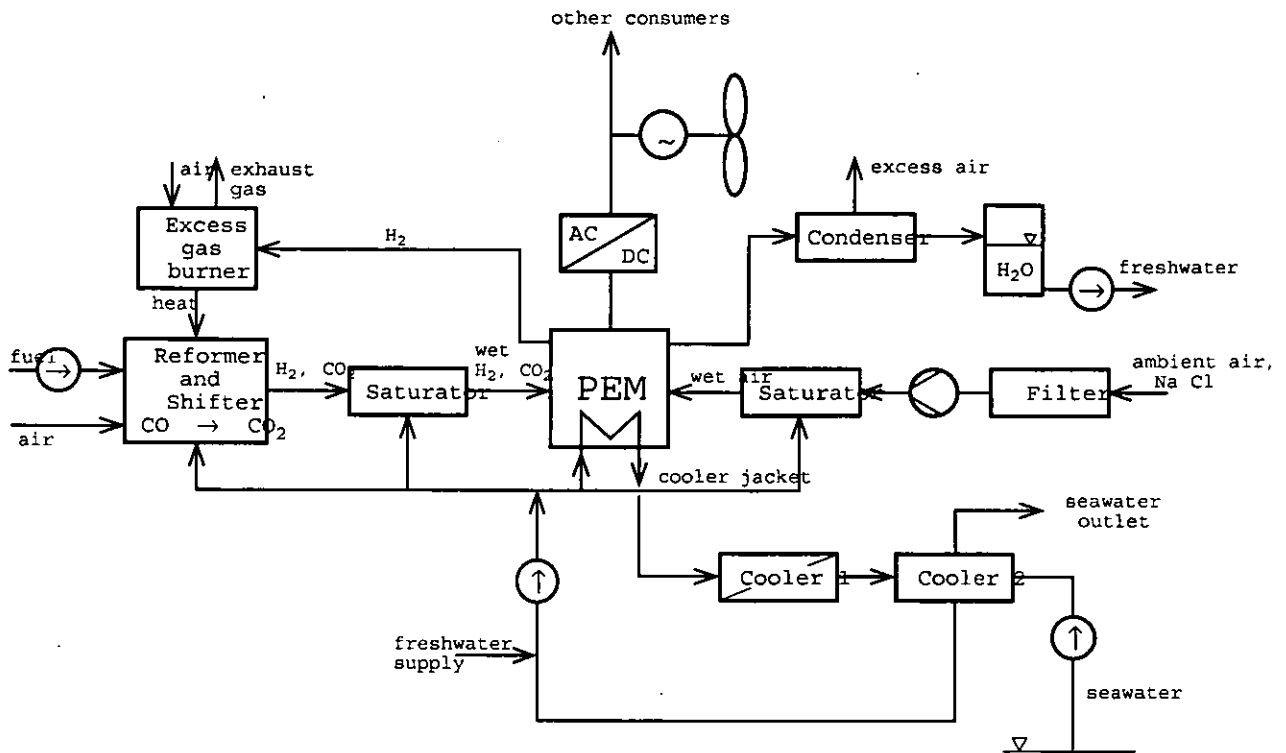 other consumers
air exhaust
gas
excess air
Excess
gas
burner
H₂
AC
DC
Condenser
H₂O
freshwater
heat
fuel
→
Reformer
and
Shifter
CO → CO₂
H₂, CO₂
Saturator
wet
H₂, CO₂
PEM
wet air
Saturator
Filter
ambient air,
Na Cl
air
cooler jacket
seawater
outlet
Cooler 1
Cooler 2
freshwater
supply
seawater